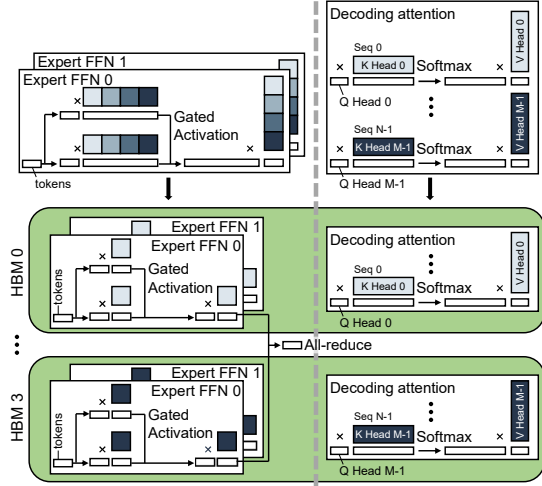 Expert FFN 1
Expert FFN 0
×
Gated
Activation
×
×
tokens
Decoding attention
Seq 0
K Head 0
Softmax
×
×
V Head 0
Q Head 0
Seq N-1
K Head M-1
Softmax
×
×
V Head M-1
Q Head M-1
HBM 0
Expert FFN 1
Expert FFN 0
×
Gated
Activation
×
×
tokens
Decoding attention
Seq 0
K Head 0
Softmax
×
×
V Head 0
Q Head 0
All-reduce
HBM 3
Expert FFN 1
Expert FFN 0
×
Gated
Activation
×
×
tokens
Decoding attention
Seq N-1
K Head M-1
Softmax
×
×
V Head M-1
Q Head M-1